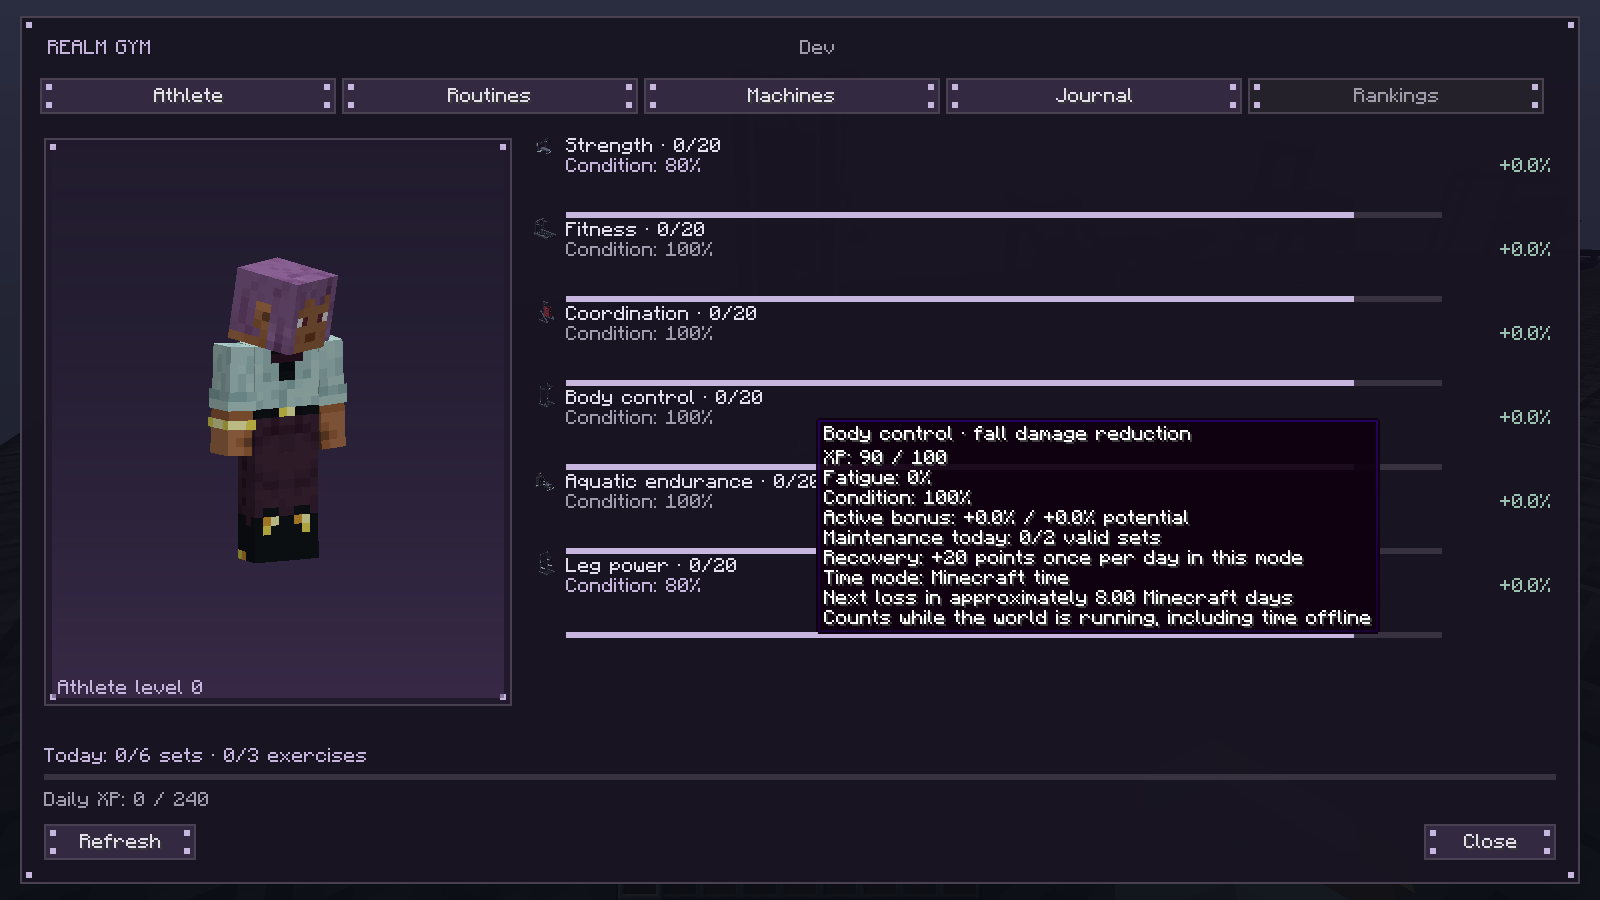 REALM GYM
Dev
Athlete
Routines
Machines
Journal
Rankings
Strength · 0/20
Condition: 80%
+0.0%
Fitness · 0/20
Condition: 100%
+0.0%
Coordination · 0/20
Condition: 100%
+0.0%
Body control · 0/20
Condition: 100%
+0.0%
Aquatic endurance · 0/20
Condition: 100%
+0.0%
Leg power · 0/20
Condition: 80%
+0.0%
Body control · fall damage reduction
XP: 90 / 100
Fatigue: 0%
Condition: 100%
Active bonus: +0.0% / +0.0% potential
Maintenance today: 0/2 valid sets
Recovery: +20 points once per day in this mode
Time mode: Minecraft time
Next loss in approximately 8.00 Minecraft days
Counts while the world is running, including time offline
Athlete level 0
Today: 0/6 sets · 0/3 exercises
Daily XP: 0 / 240
Refresh
Close